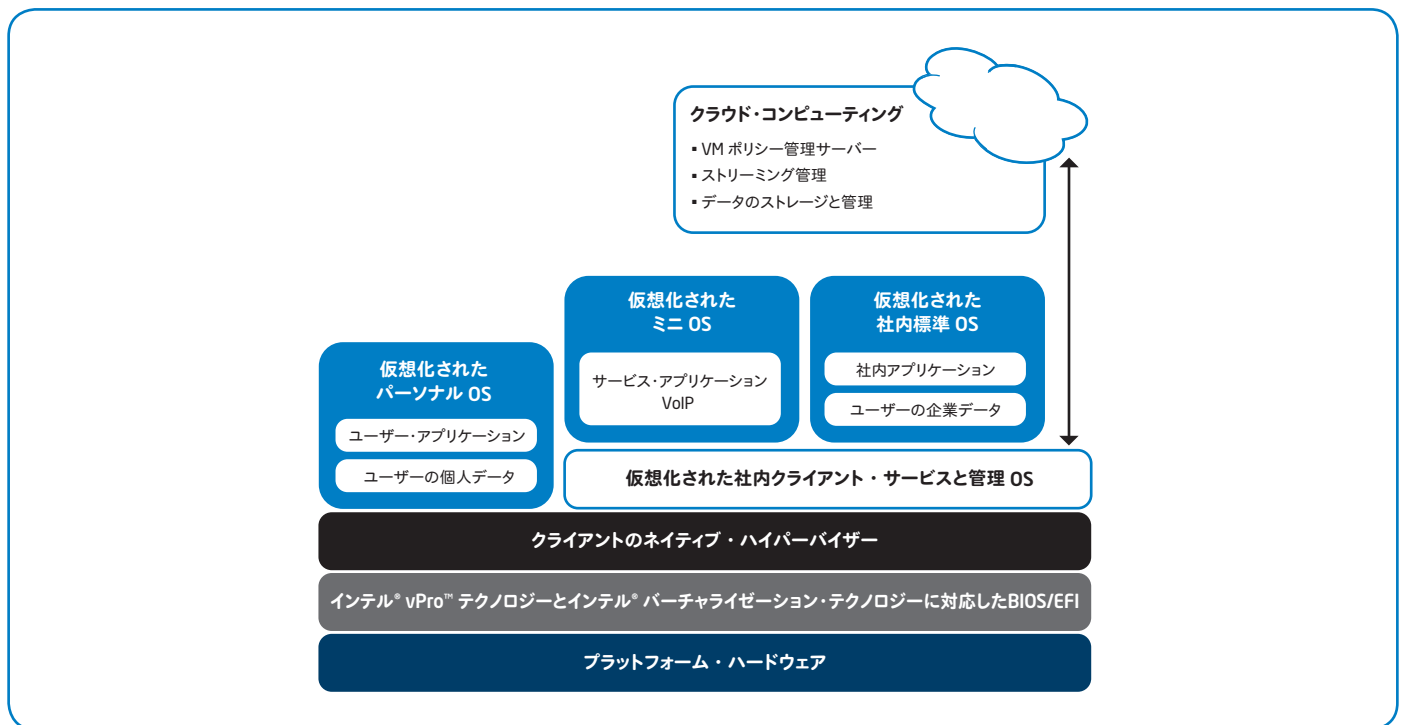 クラウド・コンピューティング
▪ VM ポリシー管理サーバー
▪ ストリーミング管理
▪ データのストレージと管理
仮想化された
パーソナル OS
ユーザー・アプリケーション
ユーザーの個人データ
仮想化された
ミニ OS
サービス・アプリケーション
VoIP
仮想化された
社内標準 OS
社内アプリケーション
ユーザーの企業データ
仮想化された社内クライアント・サービスと管理 OS
クライアントのネイティブ・ハイパーバイザー
インテル® vPro™ テクノロジーとインテル® バーチャライゼーション・テクノロジーに対応したBIOS/EFI
プラットフォーム・ハードウェア